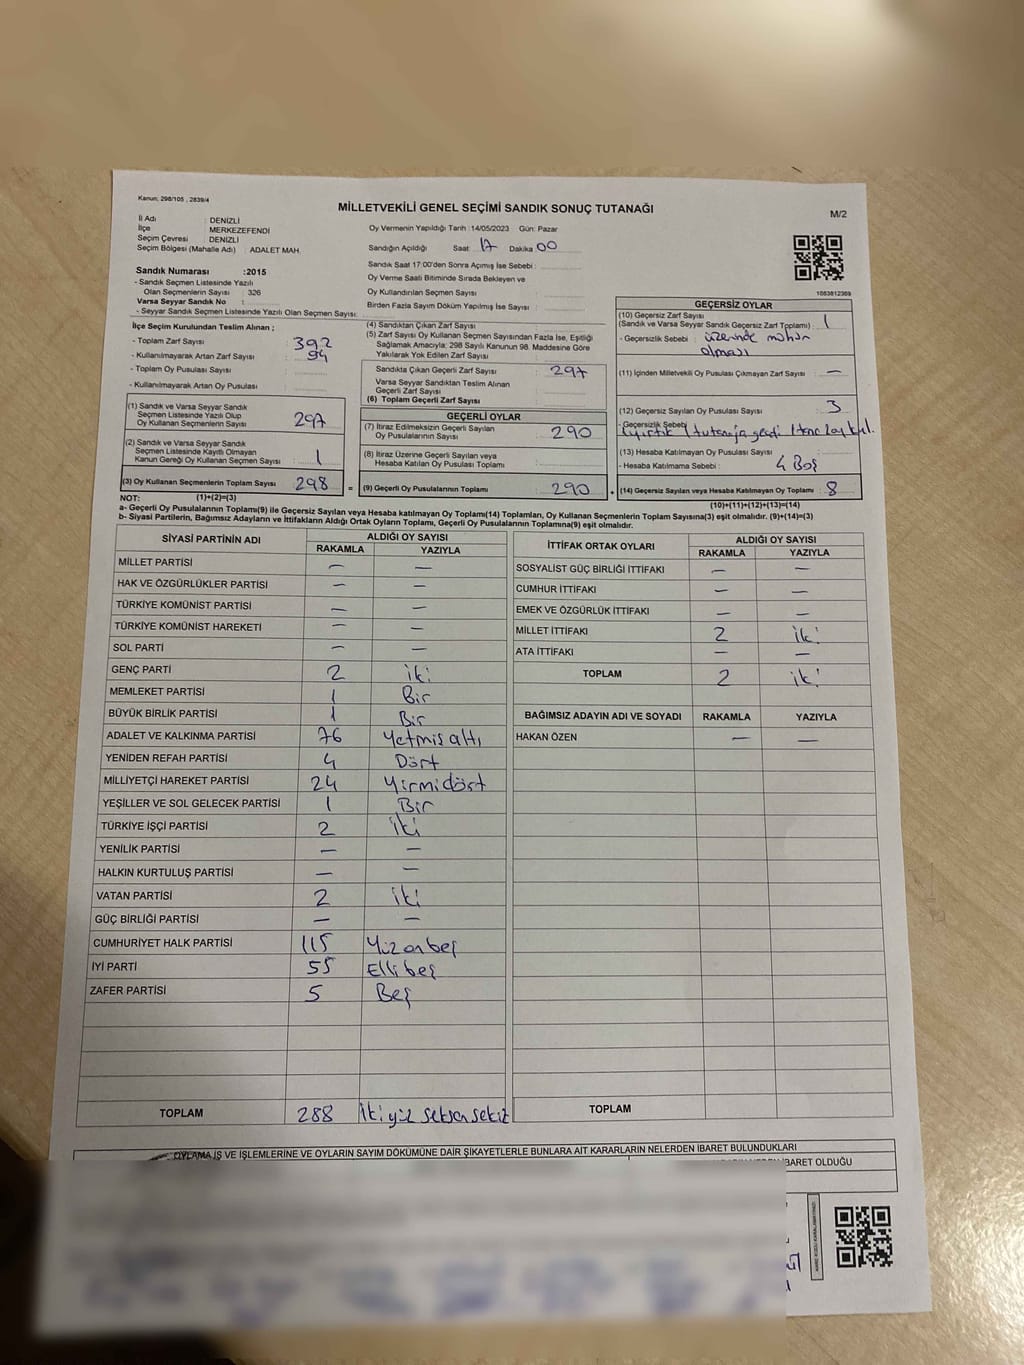 Kanun; 298/105 , 2839/4
MİLLETVEKİLİ GENEL SEÇİMİ SANDIK SONUÇ TUTANAĞI
M/2
İl Adı : DENİZLİ
İlçe : MERKEZEFENDİ
Seçim Çevresi : DENİZLİ
Seçim Bölgesi (Mahalle Adı) : ADALET MAH.
Oy Vermenin Yapıldığı Tarih : 14/05/2023 Gün: Pazar
Sandığın Açıldığı Saat: 17 Dakika 00
Sandık Saat 17:00'den Sonra Açımış İse Sebebi :
Oy Verme Saati Bitiminde Sırada Bekleyen ve
Oy Kullandırılan Seçmen Sayısı :
Birden Fazla Sayım Döküm Yapılmış İse Sayısı :
Sandık Numarası :2015
- Sandık Seçmen Listesinde Yazılı
Olan Seçmenlerin Sayısı : 326
Varsa Seyyar Sandık No :
- Seyyar Seçmen Listesinde Yazılı Olan Seçmen Sayısı:
İlçe Seçim Kurulundan Teslim Alınan ;
- Toplam Zarf Sayısı : 392
- Kullanılmayarak Artan Zarf Sayısı : 94
- Toplam Oy Pusulası Sayısı :
- Kullanılmayarak Artan Oy Pusulası :
(1) Sandık ve Varsa Seyyar Sandık
Seçmen Listesinde Yazılı Olup
Oy Kullanan Seçmenlerin Sayısı : 297
(2) Sandık ve Varsa Seyyar Sandık
Seçmen Listesinde Kayıtlı Olmayan
Kanun Gereği Oy Kullanan Seçmen Sayısı : 1
(3) Oy Kullanan Seçmenlerin Toplam Sayısı : 298
(4) Sandıktan Çıkan Zarf Sayısı :
(5) Zarf Sayısı Oy Kullanan Seçmen Sayısından Fazla İse, Eşitliği
Sağlamak Amacıyla; 298 Sayılı Kanunun 98. Maddesine Göre
Yakılarak Yok Edilen Zarf Sayısı :
Sandıkta Çıkan Geçerli Zarf Sayısı : 297
Varsa Seyyar Sandıktan Teslim Alınan
Geçerli Zarf Sayısı :
(6) Toplam Geçerli Zarf Sayısı :
GEÇERLİ OYLAR
(7) İtiraz Edilmeksizin Geçerli Sayılan
Oy Pusulalarının Sayısı : 290
(8) İtiraz Üzerine Geçerli Sayılan veya
Hesaba Katılan Oy Pusulası Toplamı :
= (9) Geçerli Oy Pusulalarının Toplamı : 290 +
1083812369
GEÇERSİZ OYLAR
(10) Geçersiz Zarf Sayısı
(Sandık ve Varsa Seyyar Sandık Geçersiz Zarf Toplamı) : 1
- Geçersizlik Sebebi : üzerinde mühür
olması
(11) İçinden Milletvekili Oy Pusulası Çıkmayan Zarf Sayısı : —
(12) Geçersiz Sayılan Oy Pusulası Sayısı : 3
- Geçersizlik Sebebi
(13) Hesaba Katılmayan Oy Pusulası Sayısı
- Hesaba Katılmama Sebebi : 4 Boş
(14) Geçersiz Sayılan veya Hesaba Katılmayan Oy Toplamı : 8
NOT: (1)+(2)=(3)
(10)+(11)+(12)+(13)=(14)
a- Geçerli Oy Pusulaları Toplamı(9) ile Geçersiz Sayılan veya Hesaba katılmayan Oy Toplamı(14) Toplamları, Oy Kullanan Seçmenlerin Toplam Sayısına(3) eşit olmalıdır. (9)+(14)=(3)
b- Siyasi Partilerin, Bağımsız Adayların ve İttifakların Aldığı Ortak Oyların Toplamı, Geçerli Oy Pusulalarının Toplamına(9) eşit olmalıdır.
SİYASİ PARTİNİN ADI ALDIĞI OY SAYISI
RAKAMLA YAZIYLA
MİLLET PARTİSİ — —
HAK VE ÖZGÜRLÜKLER PARTİSİ — —
TÜRKİYE KOMÜNİST PARTİSİ — —
TÜRKİYE KOMÜNİST HAREKETİ — —
SOL PARTİ — —
GENÇ PARTİ 2 iki
MEMLEKET PARTİSİ 1 Bir
BÜYÜK BİRLİK PARTİSİ 1 Bir
ADALET VE KALKINMA PARTİSİ 76 Yetmişaltı
YENİDEN REFAH PARTİSİ 4 Dört
MİLLİYETÇİ HAREKET PARTİSİ 24 Yirmidört
YEŞİLLER VE SOL GELECEK PARTİSİ 1 Bir
TÜRKİYE İŞÇİ PARTİSİ 2 iki
YENİLİK PARTİSİ — —
HALKIN KURTULUŞ PARTİSİ — —
VATAN PARTİSİ 2 iki
GÜÇ BİRLİĞİ PARTİSİ — —
CUMHURİYET HALK PARTİSİ 115 Yüzonbeş
İYİ PARTİ 55 Ellibeş
ZAFER PARTİSİ 5 Beş
TOPLAM 288 İkiyüz seksensekiz
İTTİFAK ORTAK OYLARI ALDIĞI OY SAYISI
RAKAMLA YAZIYLA
SOSYALİST GÜÇ BİRLİĞİ İTTİFAKI — —
CUMHUR İTTİFAKI — —
EMEK VE ÖZGÜRLÜK İTTİFAKI — —
MİLLET İTTİFAKI 2 iki
ATA İTTİFAKI — —
TOPLAM 2 iki
BAĞIMSIZ ADAYIN ADI VE SOYADI RAKAMLA YAZIYLA
HAKAN ÖZEN — —
TOPLAM
OYLAMA İŞ VE İŞLEMLERİNE VE OYLARIN SAYIM DÖKÜMÜNE DAİR ŞİKAYETLERLE BUNLARA AİT KARARLARIN NELERDEN İBARET BULUNDUKLARI
İBARET OLDUĞU